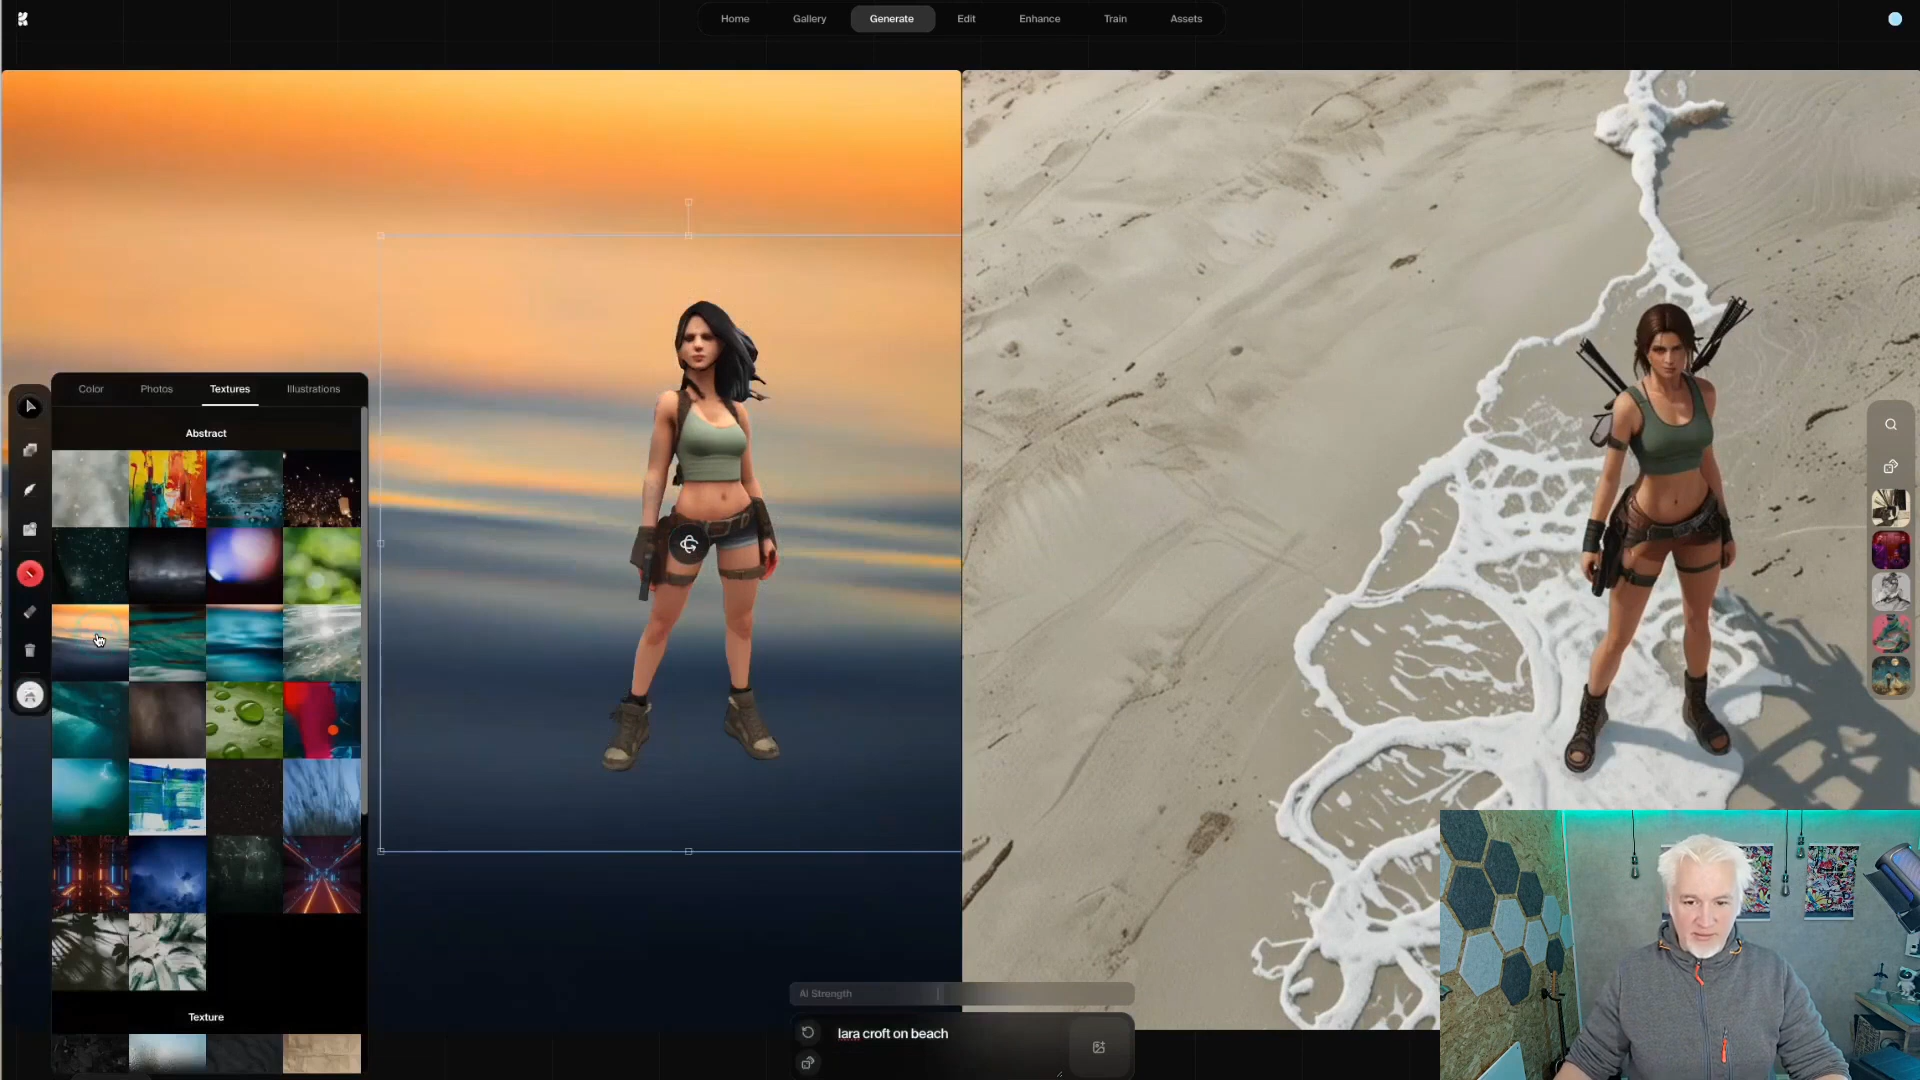 Home
Gallery
Generate
Edit
Enhance
Train
Assets
Color
Photos
Textures
Illustrations
Abstract
Texture
AI Strength
lara croft on beach